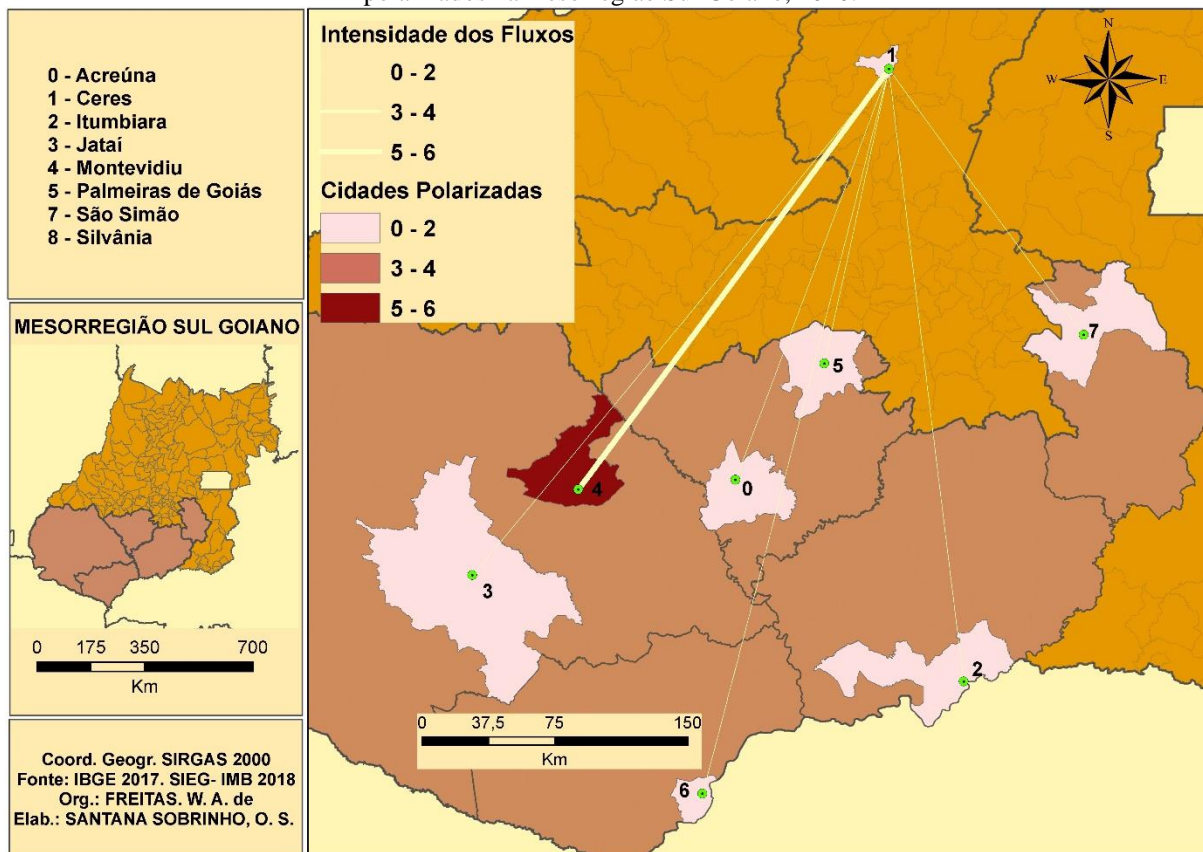 0 - Acreúna
1 - Ceres
2 - Itumbiara
3 - Jataí
4 - Montevidiu
5 - Palmeiras de Goiás
7 - São Simão
8 - Silvânia
MESORREGIÃO SUL GOIANO
0 175 350 700
Km
Coord. Geogr. SIRGAS 2000
Fonte: IBGE 2017. SIEG- IMB 2018
Org.: FREITAS. W. A. de
Elab.: SANTANA SOBRINHO, O. S.
Intensidade dos Fluxos
0 - 2
3 - 4
5 - 6
Cidades Polarizadas
0 - 2
3 - 4
5 - 6
N
W E
S
1
7
5
4
0
3
2
6
0 37,5 75 150
Km